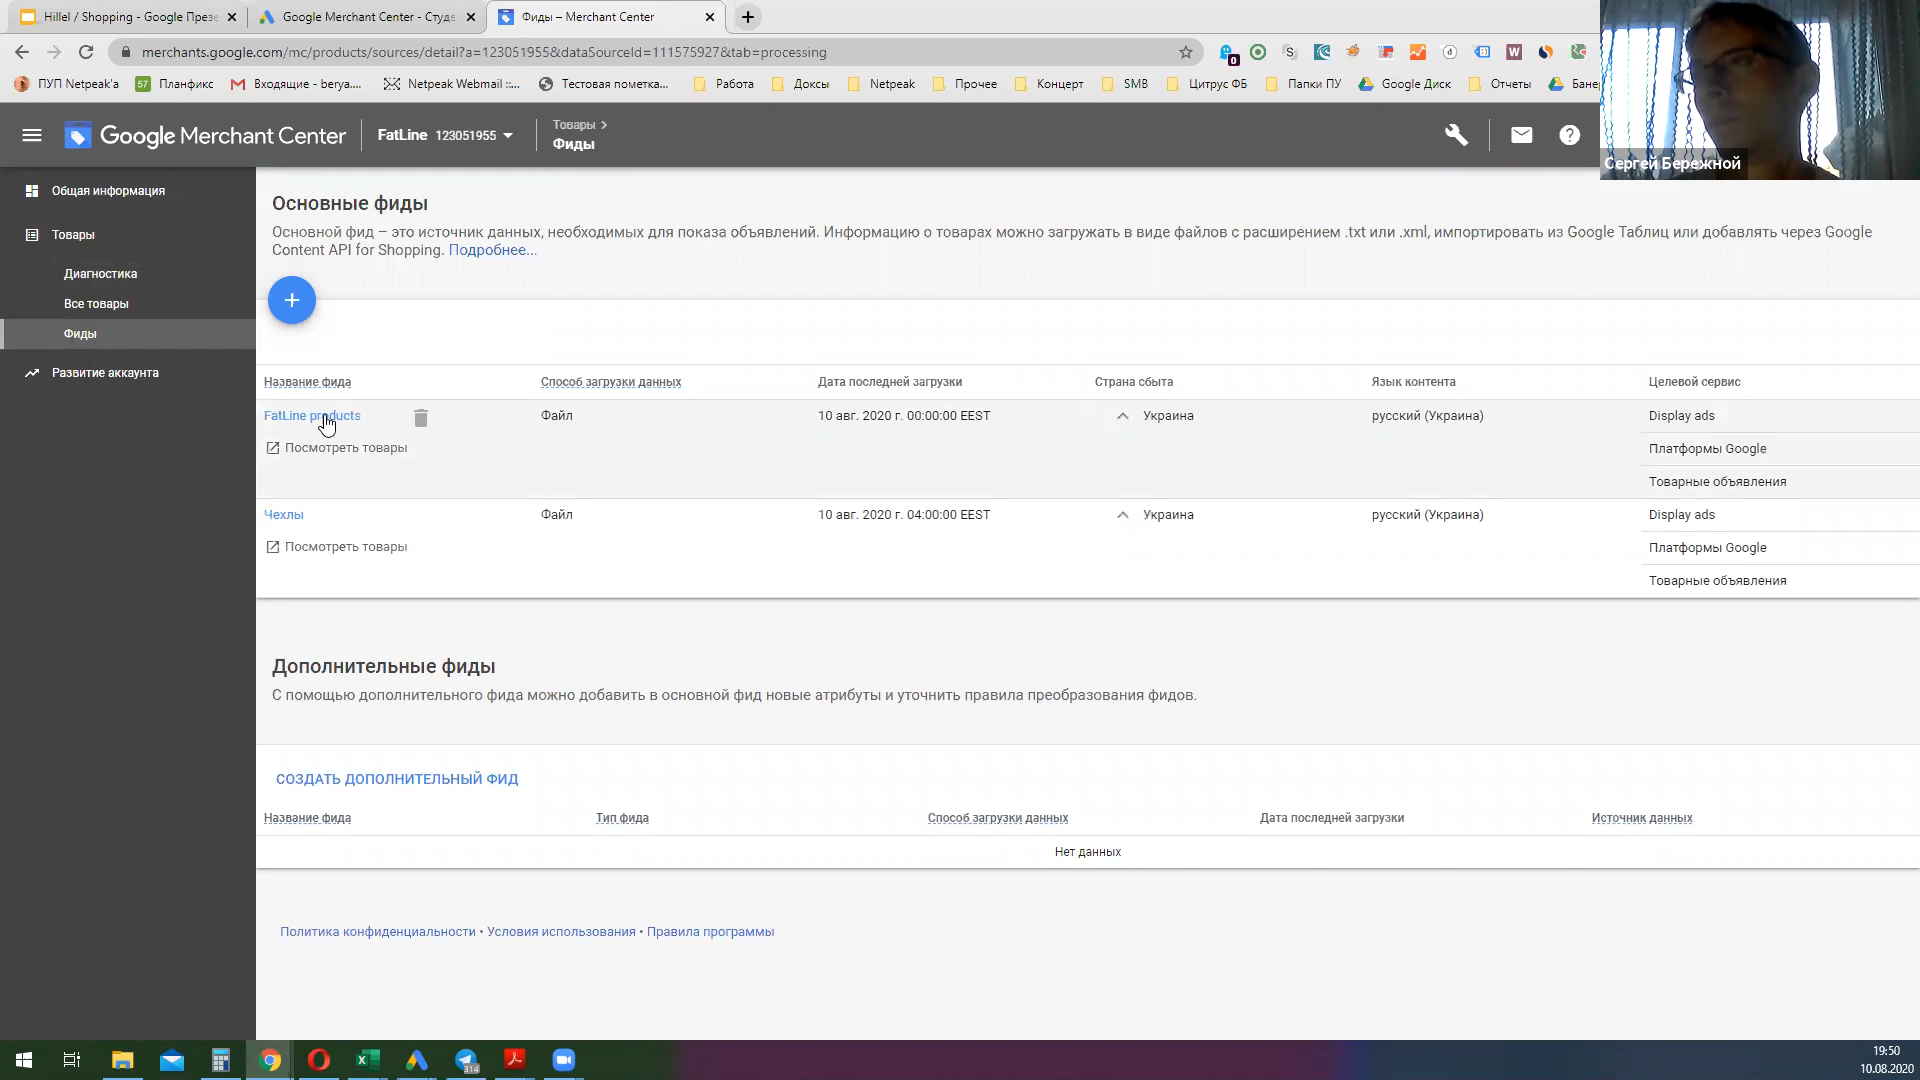 Hillel / Shopping - Google Презе
Google Merchant Center - Студе
Фиды – Merchant Center
merchants.google.com/mc/products/sources/detail?a=123051955&dataSourceId=111575927&tab=processing
0
ПУП Netpeak'a
57 Планфикс
Входящие - berya....
Netpeak Webmail ::...
Тестовая пометка...
Работа
Доксы
Netpeak
Прочее
Концерт
SMB
Цитрус ФБ
Папки ПУ
Google Диск
Отчеты
Бане
Сергей Бережной
Google Merchant Center
FatLine 123051955
Товары
Фиды
Общая информация
Товары
Диагностика
Все товары
Фиды
Развитие аккаунта
Основные фиды
Основной фид – это источник данных, необходимых для показа объявлений. Информацию о товарах можно загружать в виде файлов с расширением .txt или .xml, импортировать из Google Таблиц или добавлять через Google
Content API for Shopping. Подробнее...
Название фида Способ загрузки данных Дата последней загрузки Страна сбыта Язык контента Целевой сервис
FatLine products Файл 10 авг. 2020 г. 00:00:00 EEST Украина русский (Украина) Display ads
Посмотреть товары Платформы Google
Товарные объявления
Чехлы Файл 10 авг. 2020 г. 04:00:00 EEST Украина русский (Украина) Display ads
Посмотреть товары Платформы Google
Товарные объявления
Дополнительные фиды
С помощью дополнительного фида можно добавить в основной фид новые атрибуты и уточнить правила преобразования фидов.
СОЗДАТЬ ДОПОЛНИТЕЛЬНЫЙ ФИД
Название фида Тип фида Способ загрузки данных Дата последней загрузки Источник данных
Нет данных
Политика конфиденциальности • Условия использования • Правила программы
314
19:50
10.08.2020